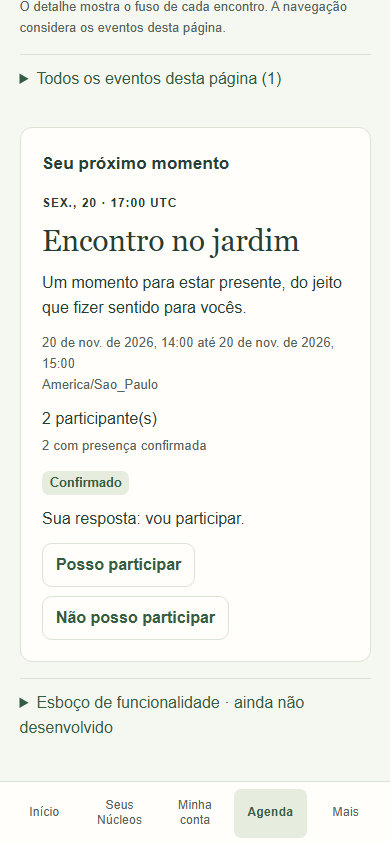 O detalhe mostra o fuso de cada encontro. A navegação
considera os eventos desta página.
▶ Todos os eventos desta página (1)
Seu próximo momento
SEX., 20 · 17:00 UTC
Encontro no jardim
Um momento para estar presente, do jeito
que fizer sentido para vocês.
20 de nov. de 2026, 14:00 até 20 de nov. de 2026,
15:00
America/Sao_Paulo
2 participante(s)
2 com presença confirmada
Confirmado
Sua resposta: vou participar.
Posso participar
Não posso participar
▶ Esboço de funcionalidade · ainda não
desenvolvido
Início
Seus
Núcleos
Minha
conta
Agenda
Mais